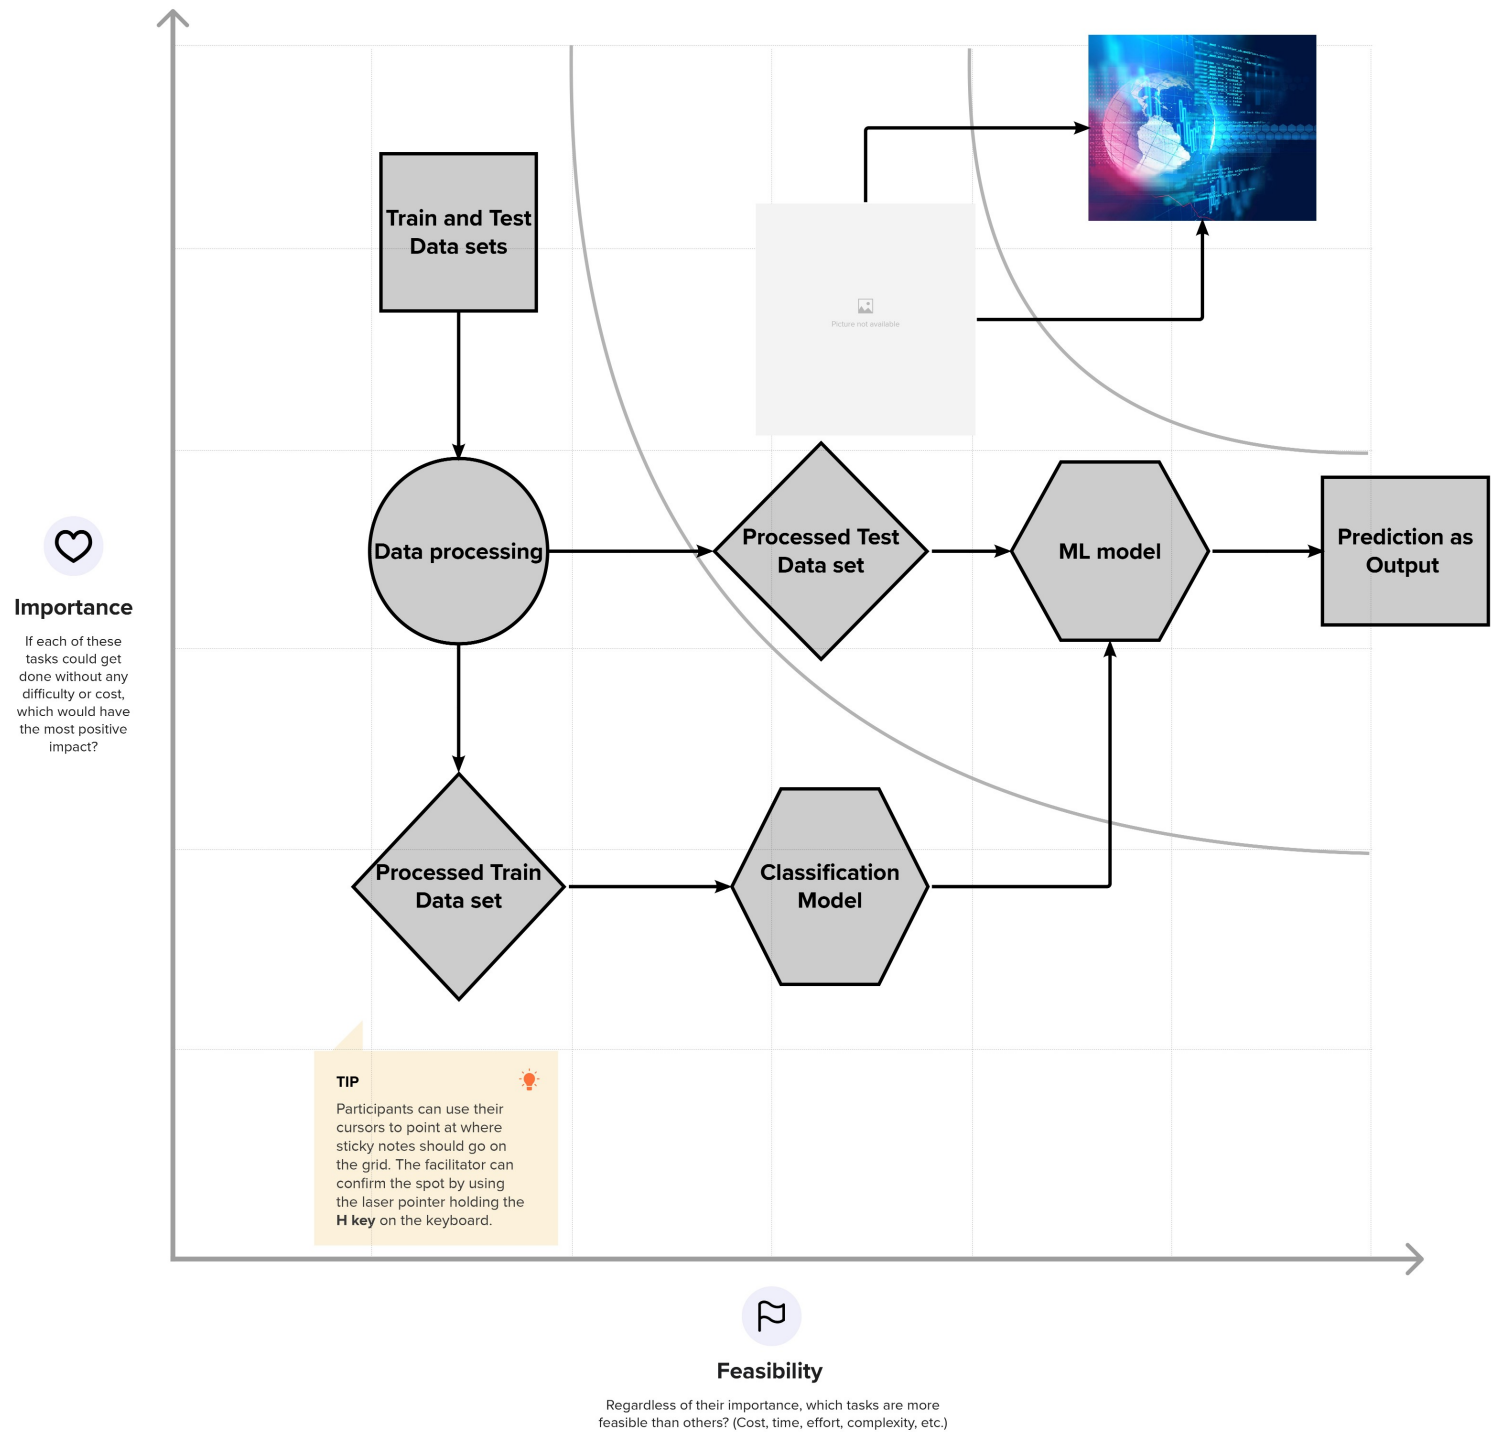 Train and Test
Data sets
Picture not available
Data processing
Processed Test
Data set
ML model
Prediction as
Output
Importance
If each of these
tasks could get
done without any
difficulty or cost,
which would have
the most positive
impact?
Processed Train
Data set
Classification
Model
TIP
Participants can use their
cursors to point at where
sticky notes should go on
the grid. The facilitator can
confirm the spot by using
the laser pointer holding the
H key on the keyboard.
Feasibility
Regardless of their importance, which tasks are more
feasible than others? (Cost, time, effort, complexity, etc.)